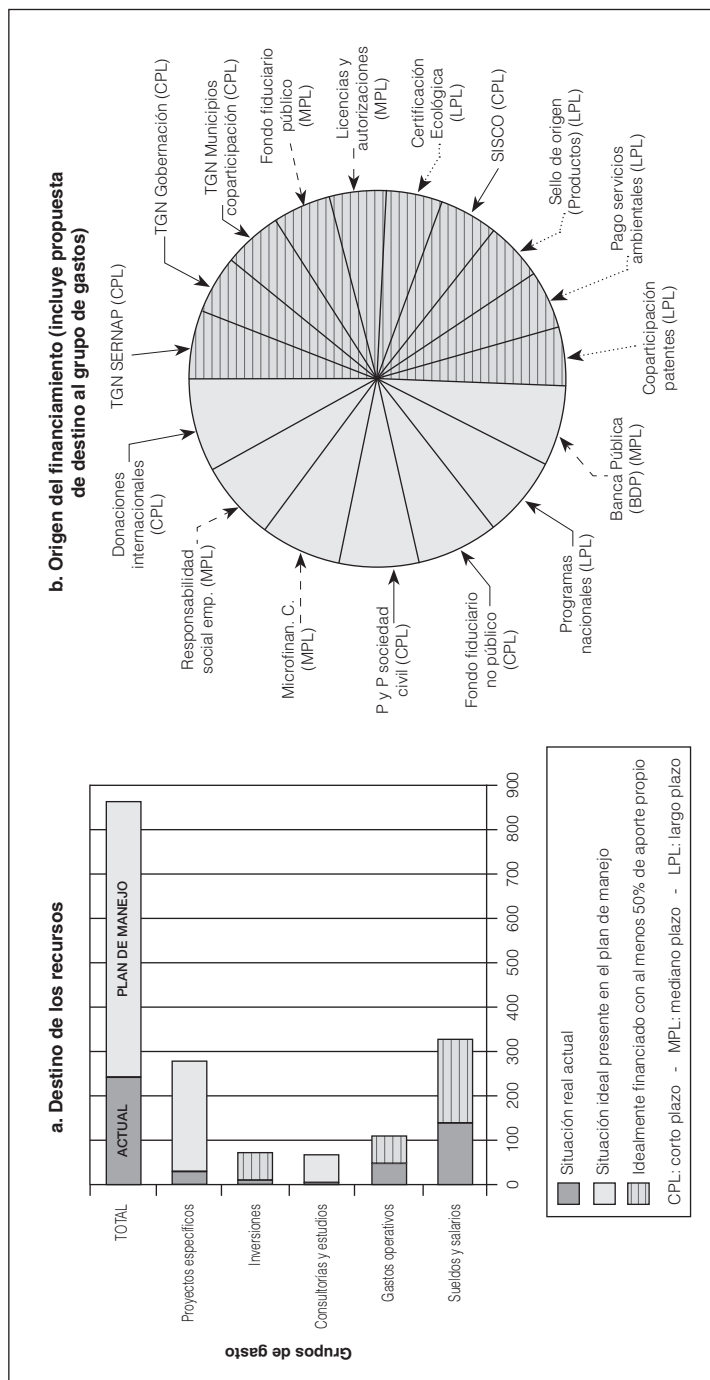 a. Destino de los recursos
Grupos de gasto
TOTAL
Proyectos específicos
Inversiones
Consultorías y estudios
Gastos operativos
Sueldos y salarios
ACTUAL
PLAN DE MANEJO
0
100
200
300
400
500
600
700
800
900
Situación real actual
Situación ideal presente en el plan de manejo
Idealmente financiado con al menos 50% de aporte propio
CPL: corto plazo - MPL: mediano plazo - LPL: largo plazo
b. Origen del financiamiento (incluye propuesta
de destino al grupo de gastos)
TGN SERNAP (CPL)
TGN Gobernación (CPL)
TGN Municipios
coparticipación (CPL)
Fondo fiduciario
público
(MPL)
Licencias y
autorizaciones
(MPL)
Certificación
Ecológica
(LPL)
SISCO (CPL)
Sello de origen
(Productos) (LPL)
Pago servicios
ambientales (LPL)
Coparticipación
patentes (LPL)
Banca Pública
(BDP) (MPL)
Programas
nacionales (LPL)
Fondo fiduciario
no público
(CPL)
P y P sociedad
civil (CPL)
Microfinan. C.
(MPL)
Responsabilidad
social emp. (MPL)
Donaciones
internacionales
(CPL)